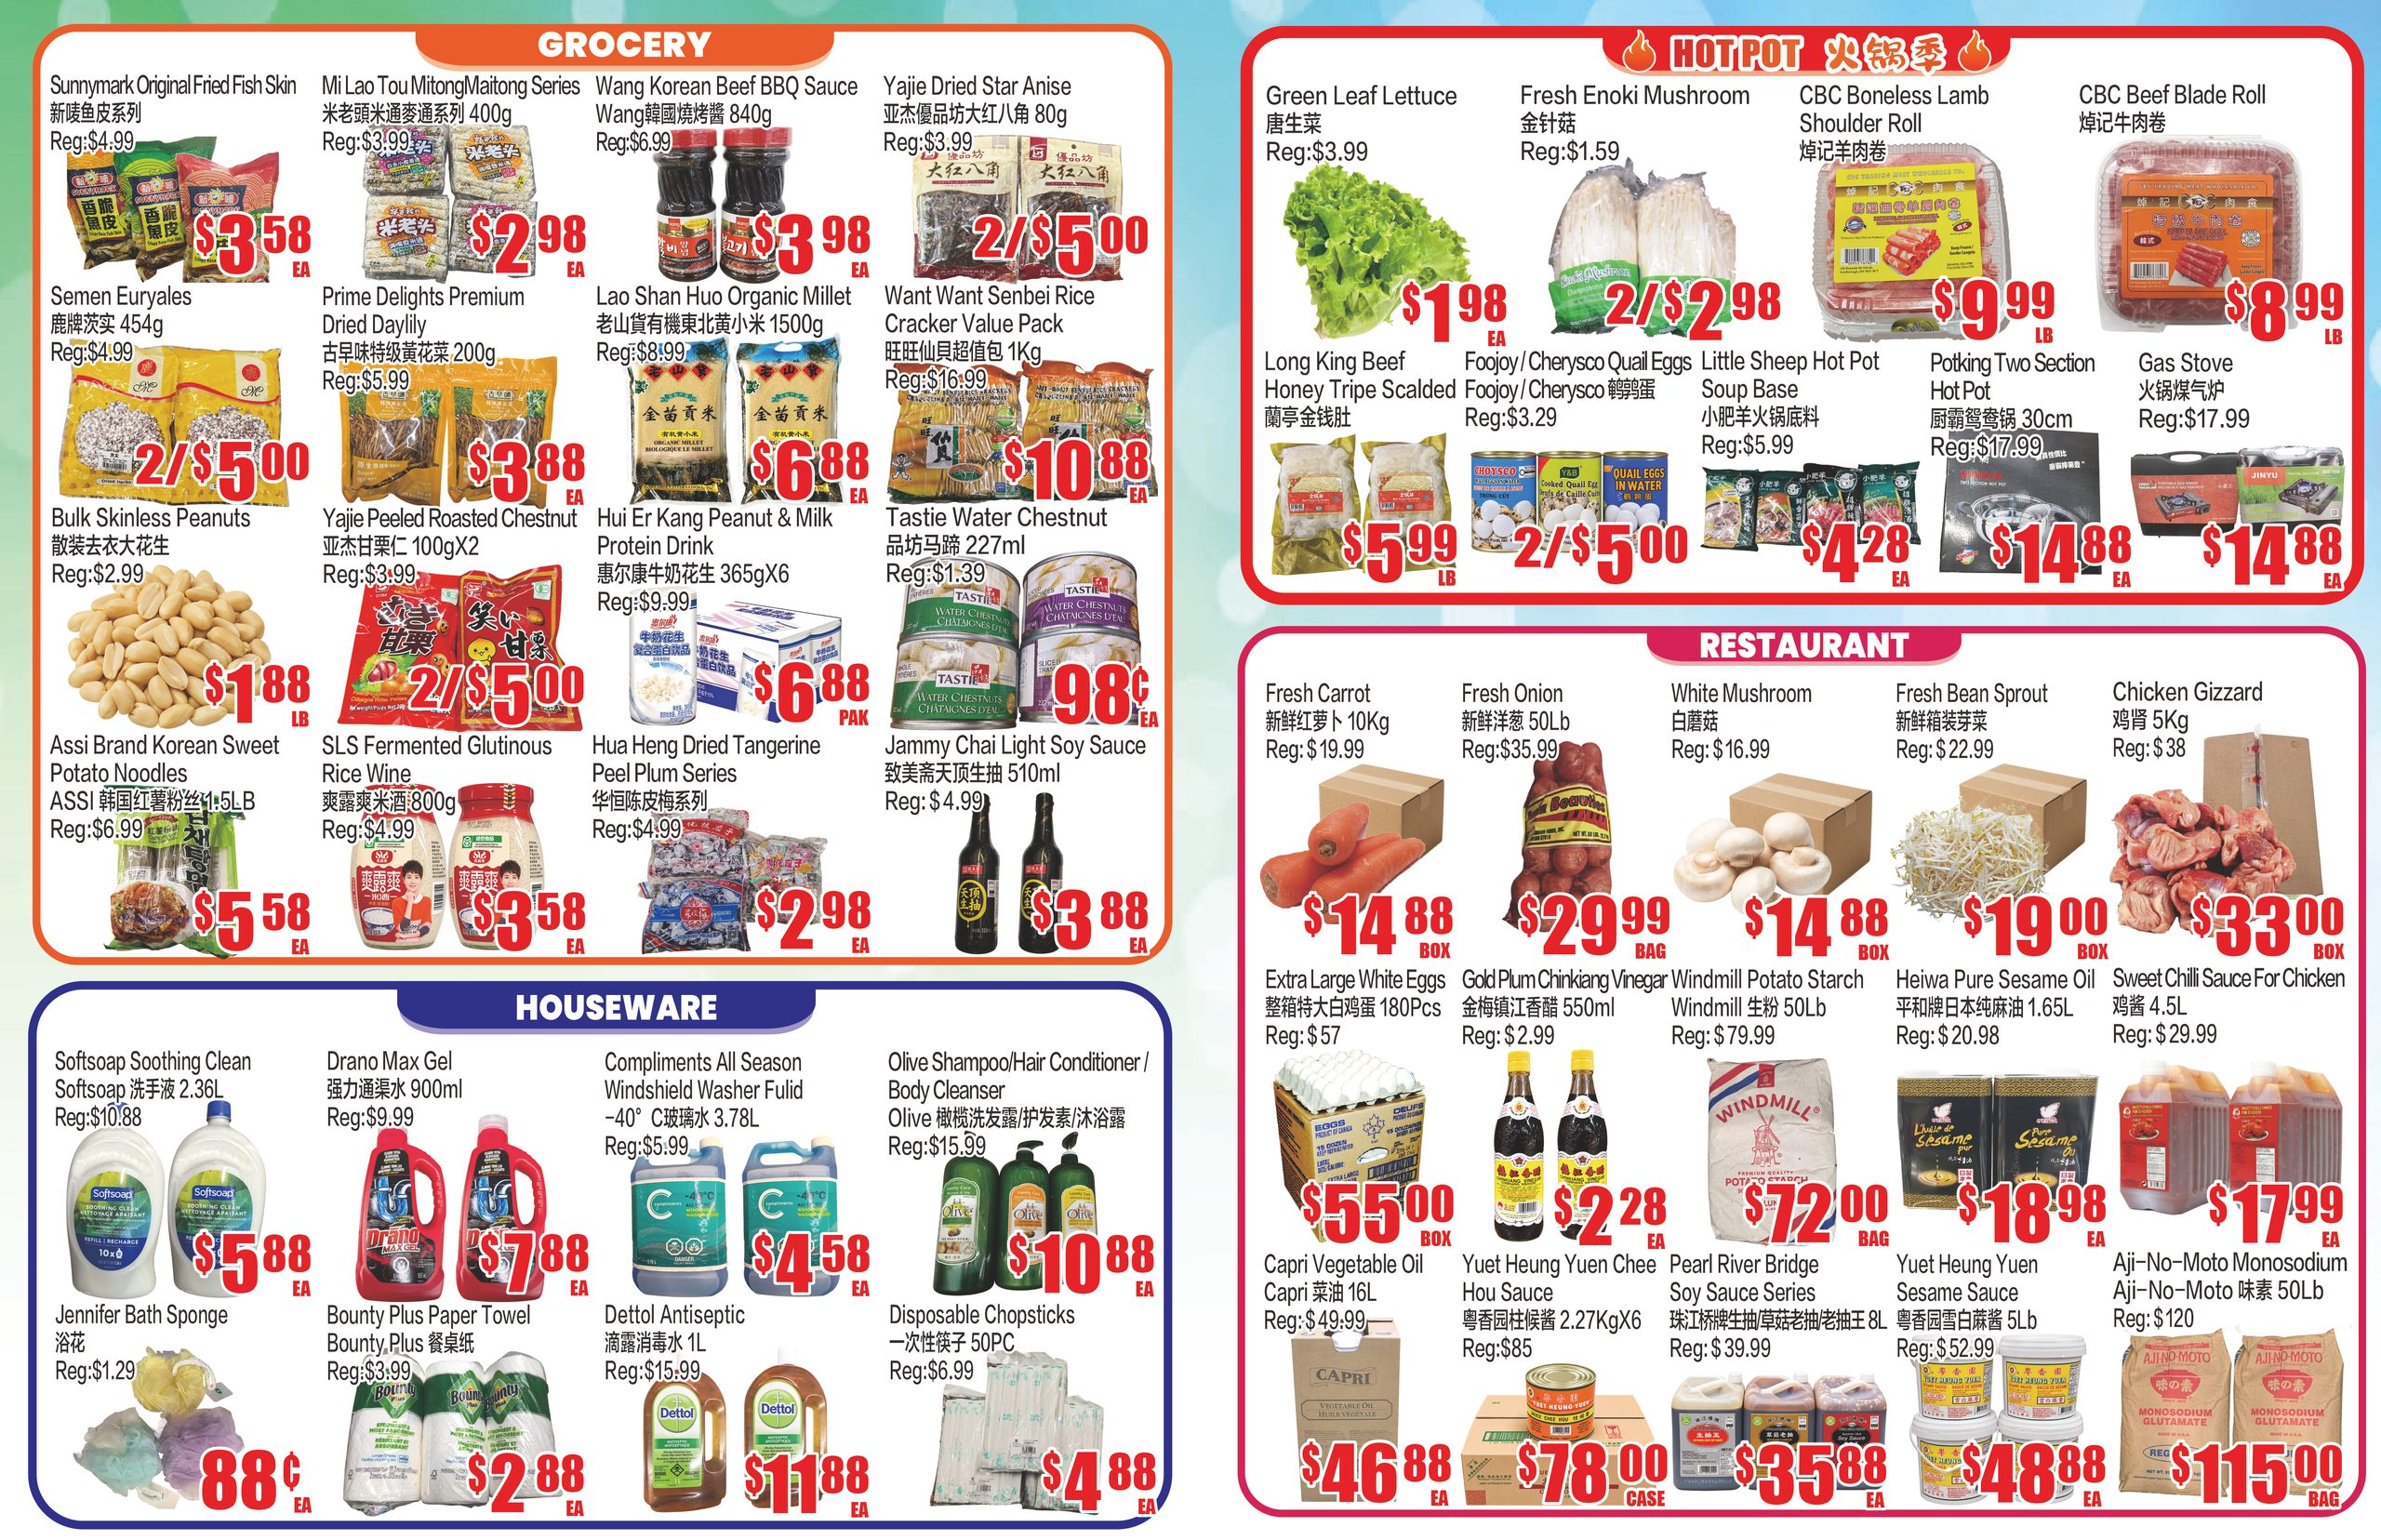 GROCERY
Sunnymark Original Fried Fish Skin
新唛鱼皮系列
Reg:$4.99
$3.58
EA
Mi Lao Tou MitongMaitong Series
米老頭米通麥通系列 400g
Reg:$3.99
$2.98
EA
Wang Korean Beef BBQ Sauce
Wang韓國燒烤醬 840g
Reg:$6.99
$3.98
EA
Yajie Dried Star Anise
亚杰優品坊大红八角 80g
Reg:$3.99
2/$5.00
Semen Euryales
鹿牌茨实 454g
Reg:$4.99
2/$5.00
Prime Delights Premium
Dried Daylily
古早味特级黃花菜 200g
Reg:$5.99
$3.88
EA
Lao Shan Huo Organic Millet
老山貨有機東北黄小米 1500g
Reg:$8.99
$6.88
EA
Want Want Senbei Rice
Cracker Value Pack
旺旺仙贝超值包 1Kg
Reg:$16.99
$10.88
EA
Bulk Skinless Peanuts
散装去衣大花生
Reg:$2.99
$1.88
LB
Yajie Peeled Roasted Chestnut
亚杰甘栗仁 100gX2
Reg:$3.99
2/$5.00
Hui Er Kang Peanut & Milk
Protein Drink
惠尔康牛奶花生 365gX6
Reg:$9.99
$6.88
PAK
Tastie Water Chestnut
品坊马蹄 227ml
Reg:$1.39
98¢
EA
Assi Brand Korean Sweet
Potato Noodles
ASSI 韩国红薯粉丝 1.5LB
Reg:$6.99
$5.58
EA
SLS Fermented Glutinous
Rice Wine
爽露爽米酒 800g
Reg:$4.99
$3.58
EA
Hua Heng Dried Tangerine
Peel Plum Series
华恒陈皮梅系列
Reg:$4.99
$2.98
EA
Jammy Chai Light Soy Sauce
致美斋天顶生抽 510ml
Reg: $4.99
$3.88
EA
HOUSEWARE
Softsoap Soothing Clean
Softsoap 洗手液 2.36L
Reg:$10.88
$5.88
EA
Drano Max Gel
强力通渠水 900ml
Reg:$9.99
$7.88
EA
Compliments All Season
Windshield Washer Fulid
-40° C玻璃水 3.78L
Reg:$5.99
$4.58
EA
Olive Shampoo/Hair Conditioner /
Body Cleanser
Olive 橄榄洗发露/护发素/沐浴露
Reg:$15.99
$10.88
EA
Jennifer Bath Sponge
浴花
Reg:$1.29
88¢
EA
Bounty Plus Paper Towel
Bounty Plus 餐桌纸
Reg:$3.99
$2.88
EA
Dettol Antiseptic
滴露消毒水 1L
Reg:$15.99
$11.88
EA
Disposable Chopsticks
一次性筷子 50PC
Reg:$6.99
$4.88
EA
HOT POT 火锅季
Green Leaf Lettuce
唐生菜
Reg:$3.99
$1.98
EA
Fresh Enoki Mushroom
金针菇
Reg:$1.59
2/$2.98
CBC Boneless Lamb
Shoulder Roll
焯记羊肉卷
$9.99
LB
CBC Beef Blade Roll
焯记牛肉卷
$8.99
LB
Long King Beef
Honey Tripe Scalded
蘭亭金钱肚
$5.99
LB
Foojoy/Cherysco Quail Eggs
Foojoy/Cherysco 鹌鹑蛋
Reg:$3.29
2/$5.00
Little Sheep Hot Pot
Soup Base
小肥羊火锅底料
Reg:$5.99
$4.28
EA
Potking Two Section
Hot Pot
厨霸鸳鸯锅 30cm
Reg:$17.99
$14.88
EA
Gas Stove
火锅煤气炉
Reg:$17.99
$14.88
EA
RESTAURANT
Fresh Carrot
新鲜红萝卜 10Kg
Reg: $19.99
$14.88
BOX
Fresh Onion
新鲜洋葱 50Lb
Reg:$35.99
$29.99
BAG
White Mushroom
白蘑菇
Reg: $16.99
$14.88
BOX
Fresh Bean Sprout
新鲜箱装芽菜
Reg: $22.99
$19.00
BOX
Chicken Gizzard
鸡肾 5Kg
Reg: $38
$33.00
BOX
Extra Large White Eggs
整箱特大白鸡蛋 180Pcs
Reg: $57
$55.00
BOX
Gold Plum Chinkiang Vinegar
金梅镇江香醋 550ml
Reg: $2.99
$2.28
EA
Windmill Potato Starch
Windmill 生粉 50Lb
Reg: $79.99
$72.00
BAG
Heiwa Pure Sesame Oil
平和牌日本纯麻油 1.65L
Reg: $20.98
$18.98
EA
Sweet Chilli Sauce For Chicken
鸡酱 4.5L
Reg: $29.99
$17.99
EA
Capri Vegetable Oil
Capri 菜油 16L
Reg: $49.99
$46.88
EA
Yuet Heung Yuen Chee
Hou Sauce
粤香园柱候酱 2.27KgX6
Reg:$85
$78.00
CASE
Pearl River Bridge
Soy Sauce Series
珠江桥牌生抽/草菇老抽/老抽王 8L
Reg: $39.99
$35.88
EA
Yuet Heung Yuen
Sesame Sauce
粤香园雪白蔴酱 5Lb
Reg: $52.99
$48.88
EA
Aji-No-Moto Monosodium
Aji-No-Moto 味素 50Lb
Reg: $120
$115.00
BAG